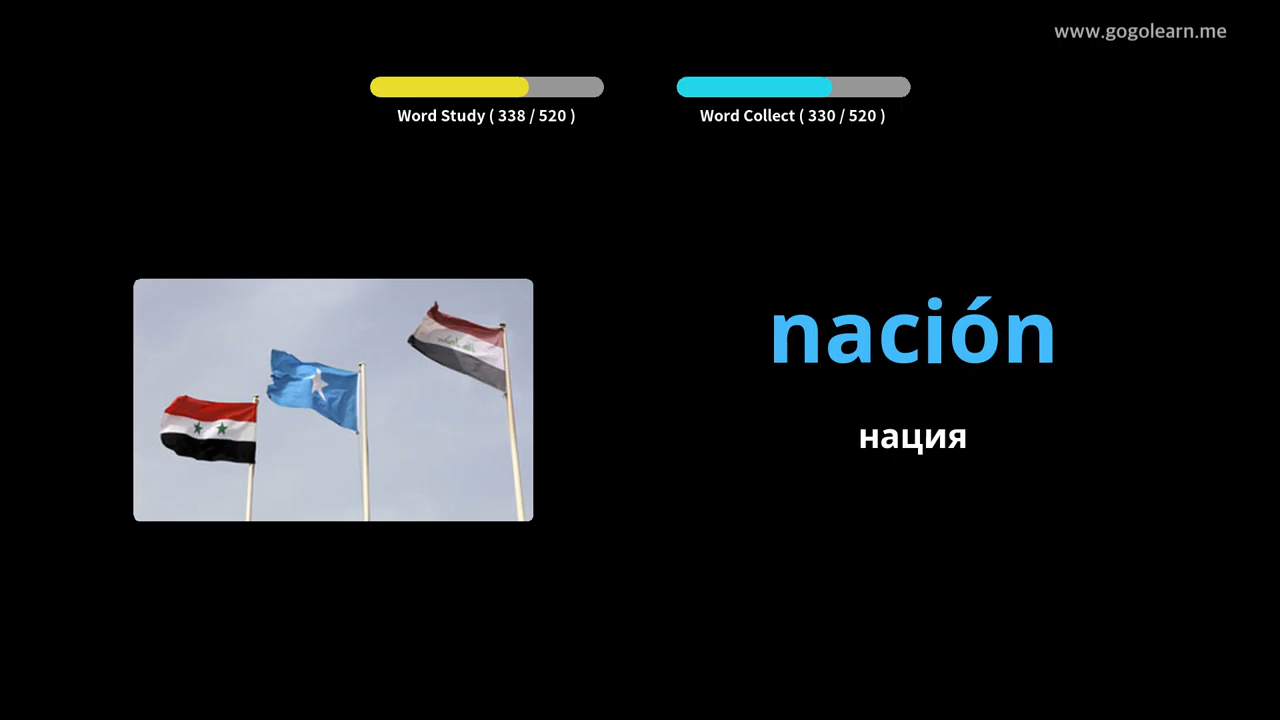 www.gogolearn.me
Word Study ( 338 / 520 )
Word Collect ( 330 / 520 )
nación
нация